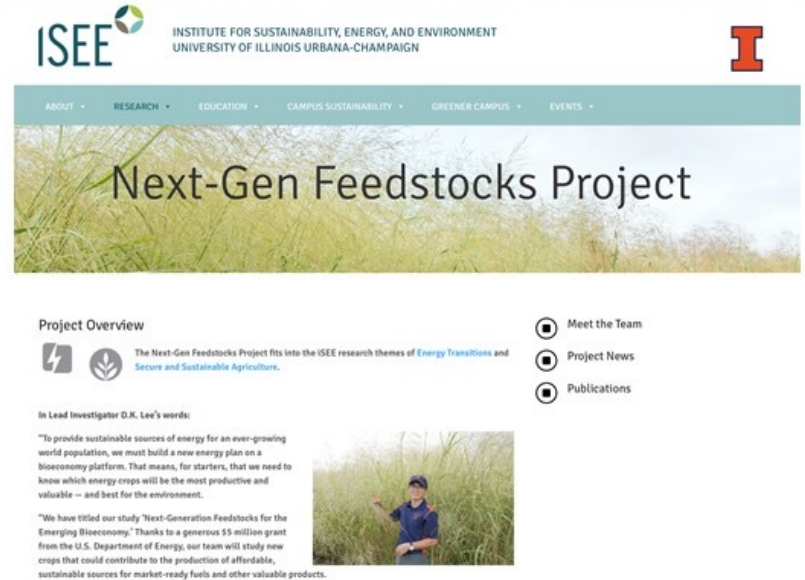 iSEE
INSTITUTE FOR SUSTAINABILITY, ENERGY, AND ENVIRONMENT
UNIVERSITY OF ILLINOIS URBANA-CHAMPAIGN
I
ABOUT
RESEARCH
EDUCATION
CAMPUS SUSTAINABILITY
GREENER CAMPUS
EVENTS
Next-Gen Feedstocks Project
Project Overview
The Next-Gen Feedstocks Project fits into the iSEE research themes of Energy Transitions and
Secure and Sustainable Agriculture.
In Lead Investigator D.K. Lee's words:
"To provide sustainable sources of energy for an ever-growing
world population, we must build a new energy plan on a
bioeconomy platform. That means, for starters, that we need to
know which energy crops will be the most productive and
valuable — and best for the environment.
"We have titled our study 'Next-Generation Feedstocks for the
Emerging Bioeconomy.' Thanks to a generous $5 million grant
from the U.S. Department of Energy, our team will study new
crops that could contribute to the production of affordable,
sustainable sources for market-ready fuels and other valuable products.
Meet the Team
Project News
Publications